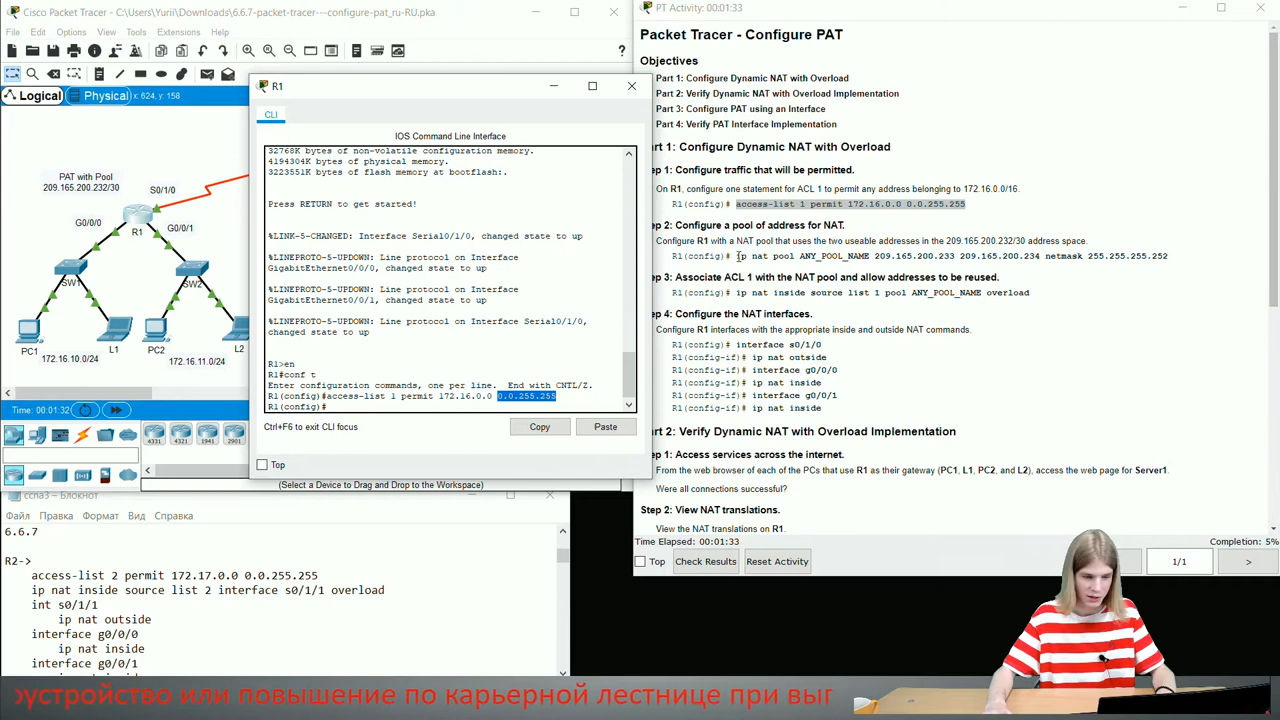 Cisco Packet Tracer - C:\Users\Yurii\Downloads\6.6.7-packet-tracer---configure-pat_ru-RU.pka
File Edit Options View Tools Extensions Help
?
Logical Physical x: 624, y: 158
PAT with Pool
209.165.200.232/30
S0/1/0
G0/0/0
R1
G0/0/1
SW1
SW2
PC1
L1
PC2
L2
172.16.10.0/24
172.16.11.0/24
Time: 00:01:32
4331 4321 1941 2901
(Select a Device to Drag and Drop to the Workspace)
R1
CLI
IOS Command Line Interface
32768K bytes of non-volatile configuration memory.
4194304K bytes of physical memory.
3223551K bytes of flash memory at bootflash:.
Press RETURN to get started!
%LINK-5-CHANGED: Interface Serial0/1/0, changed state to up
%LINEPROTO-5-UPDOWN: Line protocol on Interface
GigabitEthernet0/0/0, changed state to up
%LINEPROTO-5-UPDOWN: Line protocol on Interface
GigabitEthernet0/0/1, changed state to up
%LINEPROTO-5-UPDOWN: Line protocol on Interface Serial0/1/0,
changed state to up
R1>en
R1#conf t
Enter configuration commands, one per line. End with CNTL/Z.
R1(config)#access-list 1 permit 172.16.0.0 0.0.255.255
R1(config)#
Ctrl+F6 to exit CLI focus
Copy
Paste
Top
PT Activity: 00:01:33
Packet Tracer - Configure PAT
Objectives
Part 1: Configure Dynamic NAT with Overload
Part 2: Verify Dynamic NAT with Overload Implementation
Part 3: Configure PAT using an Interface
Part 4: Verify PAT Interface Implementation
rt 1: Configure Dynamic NAT with Overload
tep 1: Configure traffic that will be permitted.
On R1, configure one statement for ACL 1 to permit any address belonging to 172.16.0.0/16.
R1(config)# access-list 1 permit 172.16.0.0 0.0.255.255
Step 2: Configure a pool of address for NAT.
Configure R1 with a NAT pool that uses the two useable addresses in the 209.165.200.232/30 address space.
R1(config)# ip nat pool ANY_POOL_NAME 209.165.200.233 209.165.200.234 netmask 255.255.255.252
tep 3: Associate ACL 1 with the NAT pool and allow addresses to be reused.
R1(config)# ip nat inside source list 1 pool ANY_POOL_NAME overload
tep 4: Configure the NAT interfaces.
Configure R1 interfaces with the appropriate inside and outside NAT commands.
R1(config)# interface s0/1/0
R1(config-if)# ip nat outside
R1(config-if)# interface g0/0/0
R1(config-if)# ip nat inside
R1(config-if)# interface g0/0/1
R1(config-if)# ip nat inside
rt 2: Verify Dynamic NAT with Overload Implementation
tep 1: Access services across the internet.
From the web browser of each of the PCs that use R1 as their gateway (PC1, L1, PC2, and L2), access the web page for Server1.
Were all connections successful?
Step 2: View NAT translations.
View the NAT translations on R1.
Time Elapsed: 00:01:33
Completion: 5%
Top
Check Results
Reset Activity
1/1
>
ccna3 – Блокнот
Файл Правка Формат Вид Справка
6.6.7
R2->
access-list 2 permit 172.17.0.0 0.0.255.255
ip nat inside source list 2 interface s0/1/1 overload
int s0/1/1
ip nat outside
interface g0/0/0
ip nat inside
interface g0/0/1
оустройство или повышение по карьерной лестнице при вып